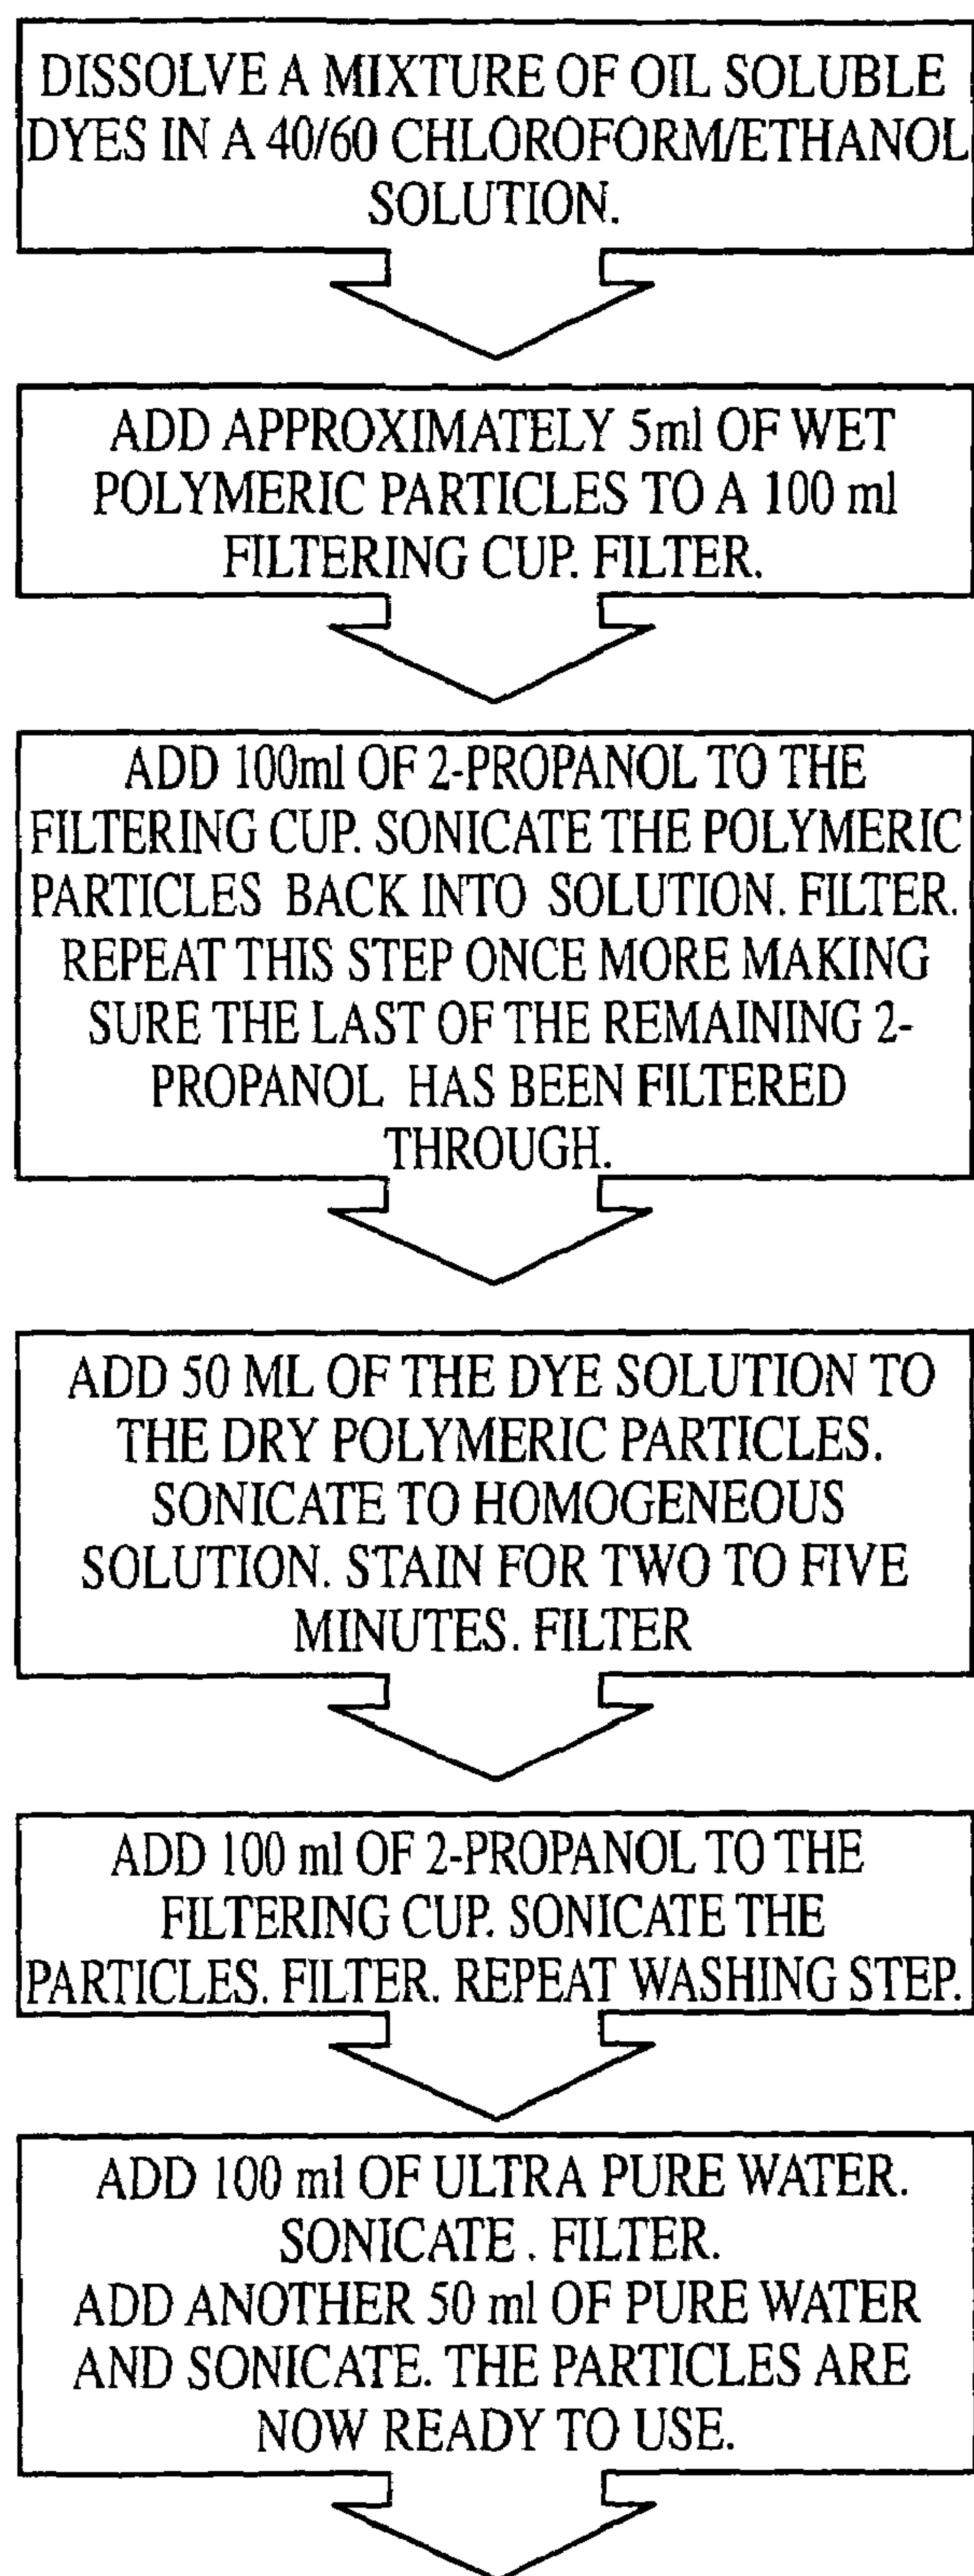 DISSOLVE A MIXTURE OF OIL SOLUBLE
DYES IN A 40/60 CHLOROFORM/ETHANOL
SOLUTION.
ADD APPROXIMATELY 5ml OF WET
POLYMERIC PARTICLES TO A 100 ml
FILTERING CUP. FILTER.
ADD 100ml OF 2-PROPANOL TO THE
FILTERING CUP. SONICATE THE POLYMERIC
PARTICLES BACK INTO SOLUTION. FILTER.
REPEAT THIS STEP ONCE MORE MAKING
SURE THE LAST OF THE REMAINING 2-
PROPANOL HAS BEEN FILTERED
THROUGH.
ADD 50 ML OF THE DYE SOLUTION TO
THE DRY POLYMERIC PARTICLES.
SONICATE TO HOMOGENEOUS
SOLUTION. STAIN FOR TWO TO FIVE
MINUTES. FILTER
ADD 100 ml OF 2-PROPANOL TO THE
FILTERING CUP. SONICATE THE
PARTICLES. FILTER. REPEAT WASHING STEP.
ADD 100 ml OF ULTRA PURE WATER.
SONICATE . FILTER.
ADD ANOTHER 50 ml OF PURE WATER
AND SONICATE. THE PARTICLES ARE
NOW READY TO USE.